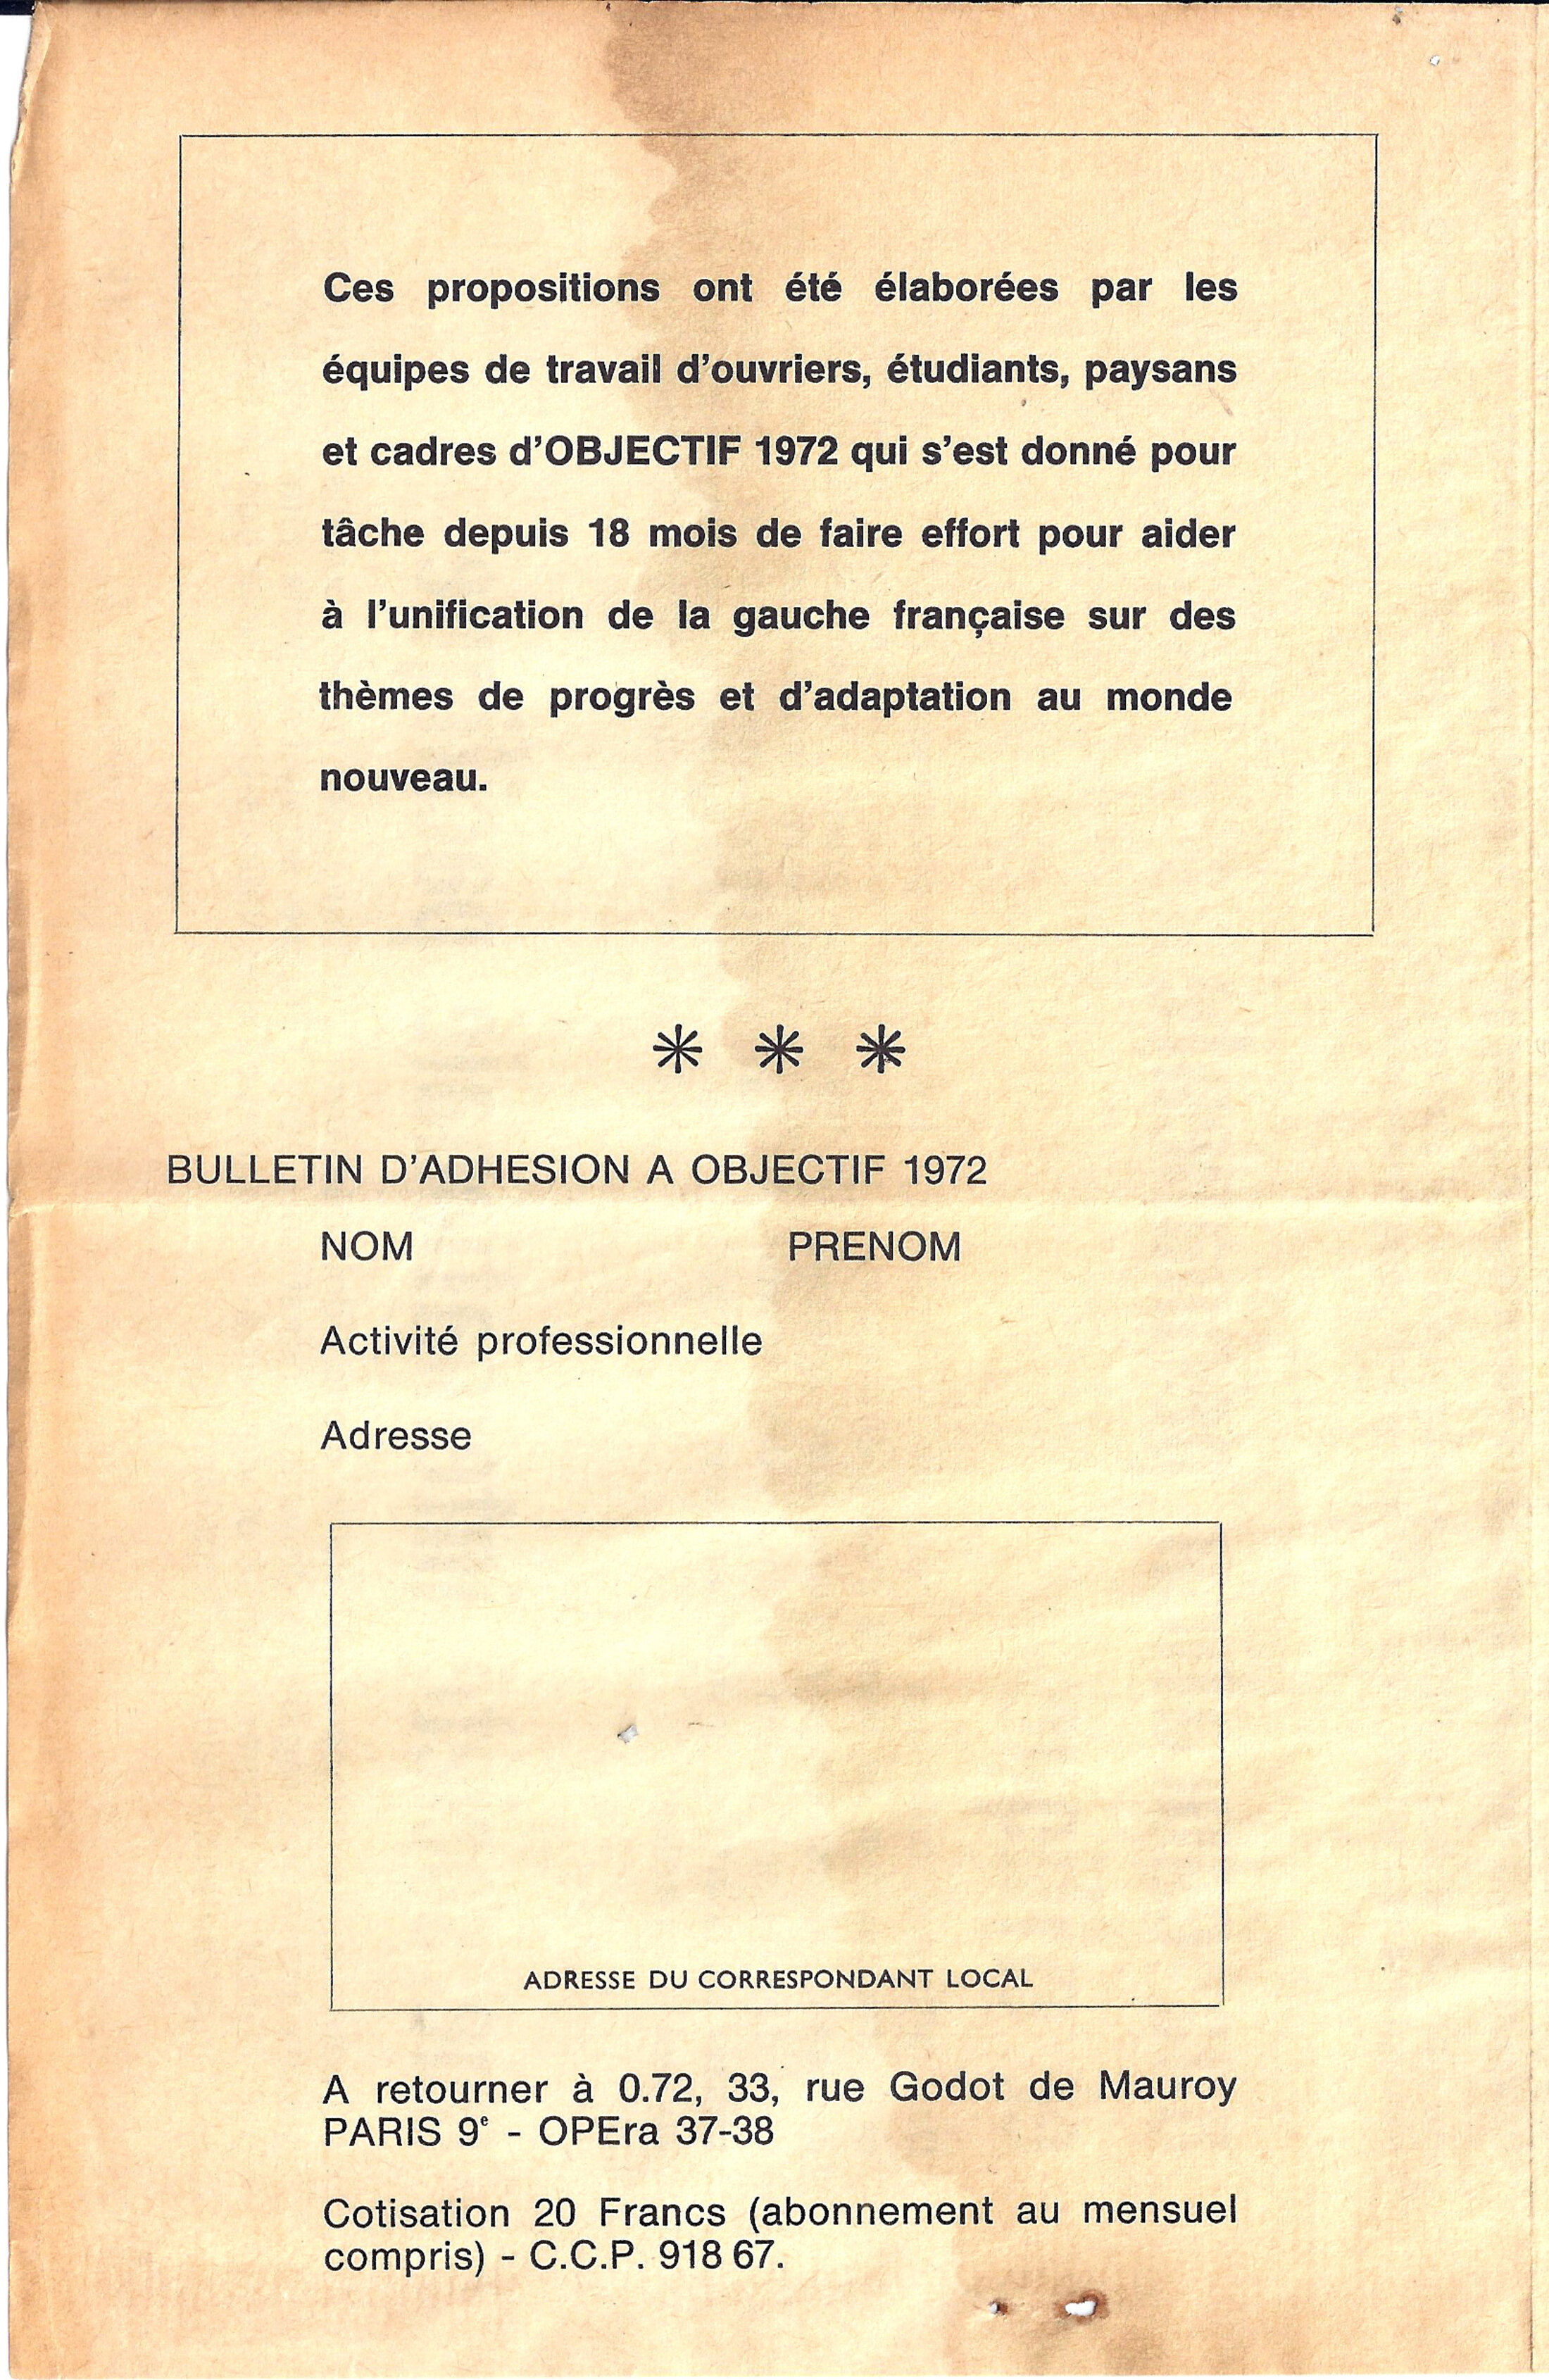 Ces propositions ont été élaborées par les
équipes de travail d'ouvriers, étudiants, paysans
et cadres d'OBJECTIF 1972 qui s'est donné pour
tâche depuis 18 mois de faire effort pour aider
à l'unification de la gauche française sur des
thèmes de progrès et d'adaptation au monde
nouveau.
* * *
BULLETIN D'ADHESION A OBJECTIF 1972
NOM PRENOM
Activité professionnelle
Adresse
ADRESSE DU CORRESPONDANT LOCAL
A retourner à 0.72, 33, rue Godot de Mauroy
PARIS 9e - OPEra 37-38
Cotisation 20 Francs (abonnement au mensuel
compris) - C.C.P. 918 67.